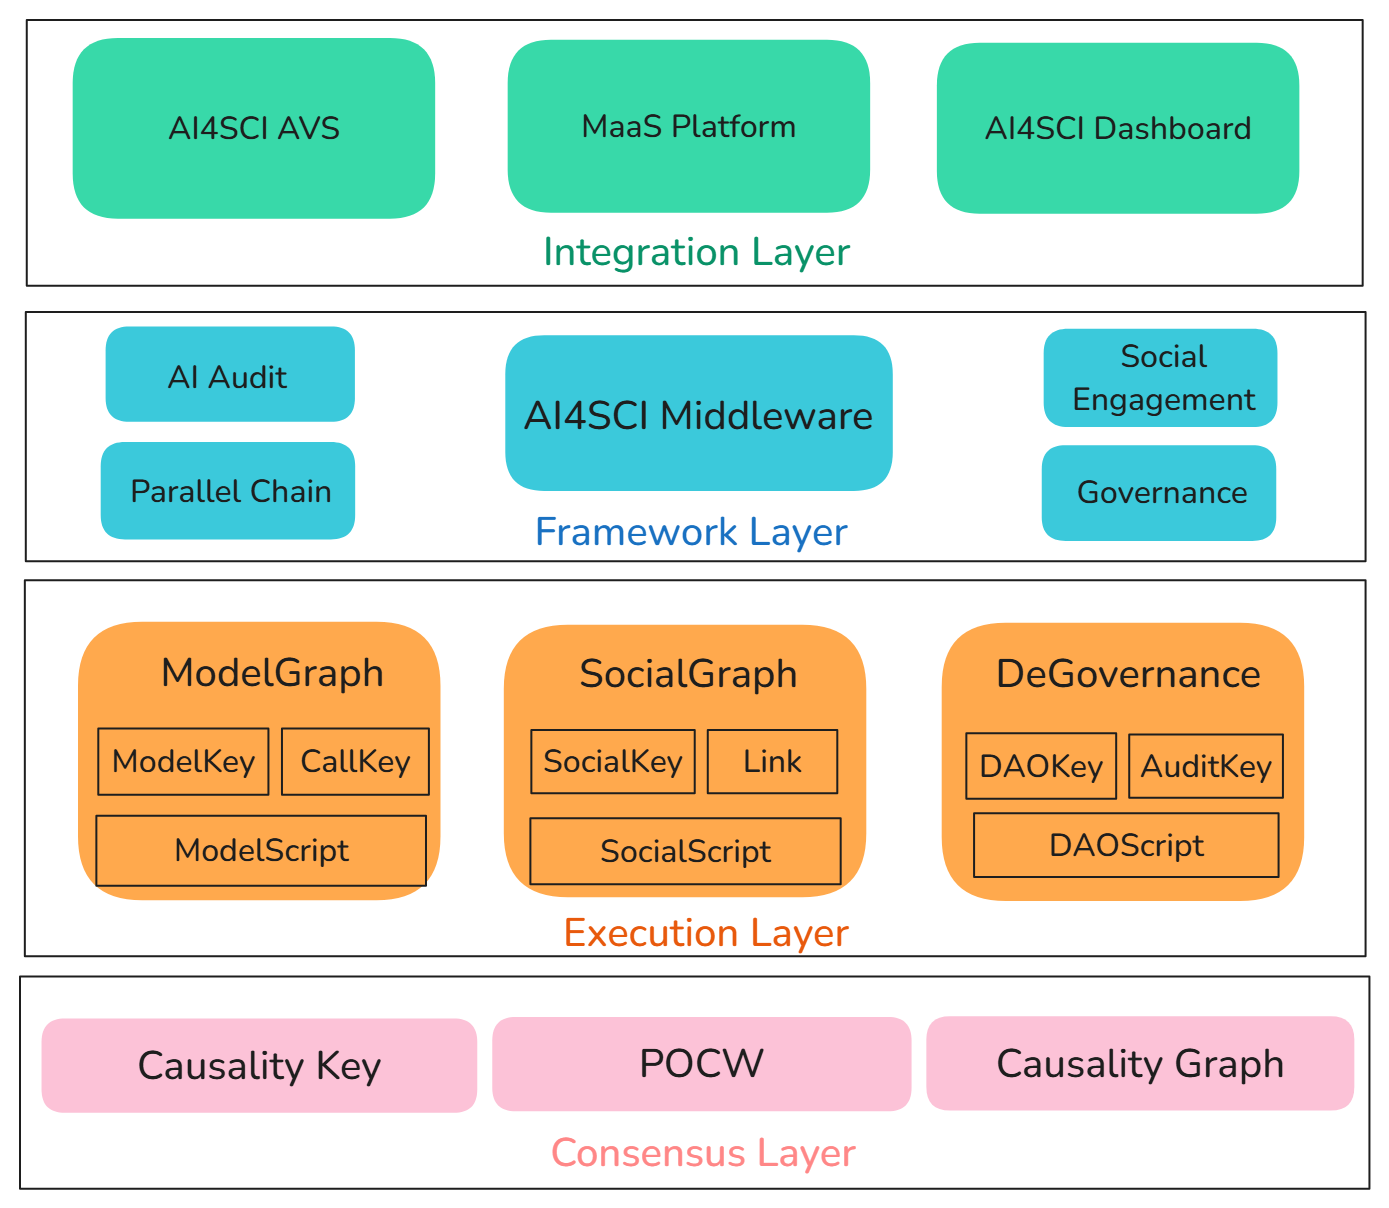 AI4SCI AVS
MaaS Platform
AI4SCI Dashboard
Integration Layer
AI Audit
Parallel Chain
AI4SCI Middleware
Social
Engagement
Governance
Framework Layer
ModelGraph
ModelKey
CallKey
ModelScript
SocialGraph
SocialKey
Link
SocialScript
DeGovernance
DAOKey
AuditKey
DAOScript
Execution Layer
Causality Key
POCW
Causality Graph
Consensus Layer